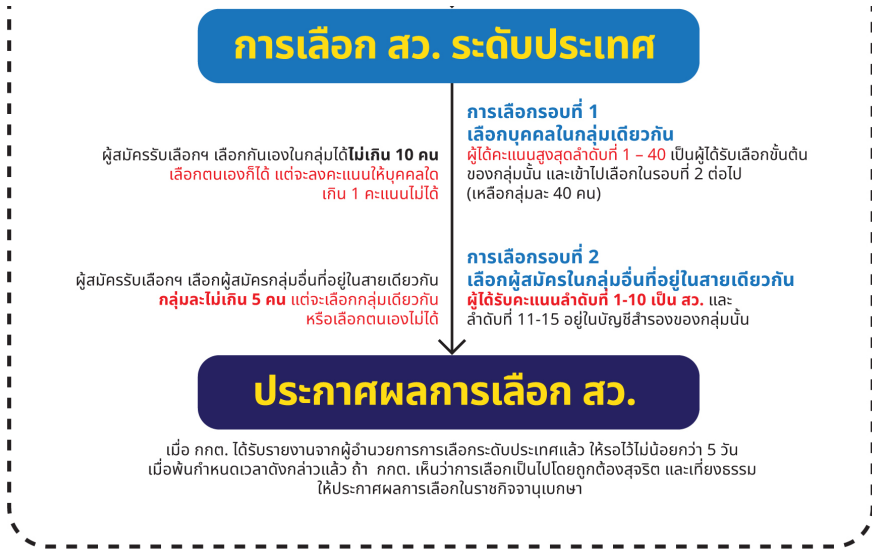 การเลือก สว. ระดับประเทศ
การเลือกรอบที่ 1
เลือกบุคคลในกลุ่มเดียวกัน
ผู้สมัครรับเลือกฯ เลือกกันเองในกลุ่มได้ไม่เกิน 10 คน
เลือกตนเองก็ได้ แต่จะลงคะแนนให้บุคคลใด
เกิน 1 คะแนนไม่ได้
ผู้ได้คะแนนสูงสุดลำดับที่ 1 – 40 เป็นผู้ได้รับเลือกขั้นต้น
ของกลุ่มนั้น และเข้าไปเลือกในรอบที่ 2 ต่อไป
(เหลือกลุ่มละ 40 คน)
การเลือกรอบที่ 2
เลือกผู้สมัครในกลุ่มอื่นที่อยู่ในสายเดียวกัน
ผู้สมัครรับเลือกฯ เลือกผู้สมัครกลุ่มอื่นที่อยู่ในสายเดียวกัน
กลุ่มละไม่เกิน 5 คน แต่จะเลือกกลุ่มเดียวกัน
หรือเลือกตนเองไม่ได้
ผู้ได้รับคะแนนลำดับที่ 1-10 เป็น สว. และ
ลำดับที่ 11-15 อยู่ในบัญชีสำรองของกลุ่มนั้น
ประกาศผลการเลือก สว.
เมื่อ กกต. ได้รับรายงานจากผู้อำนวยการการเลือกระดับประเทศแล้ว ให้รอไว้ไม่น้อยกว่า 5 วัน
เมื่อพ้นกำหนดเวลาดังกล่าวแล้ว ถ้า กกต. เห็นว่าการเลือกเป็นไปโดยถูกต้องสุจริต และเที่ยงธรรม
ให้ประกาศผลการเลือกในราชกิจจานุเบกษา